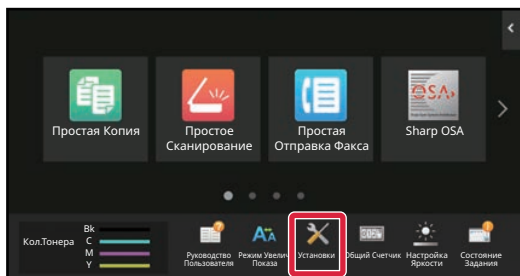 Простая Копия
Простое
Сканирование
Простая
Отправка Факса
OSA
Sharp OSA
Кол.Тонера
Bk
C
M
Y
Руководство
Пользователя
Режим Увелич
Показа
Установки
Общий Счетчик
Настройка
Яркости
Состояние
Задания